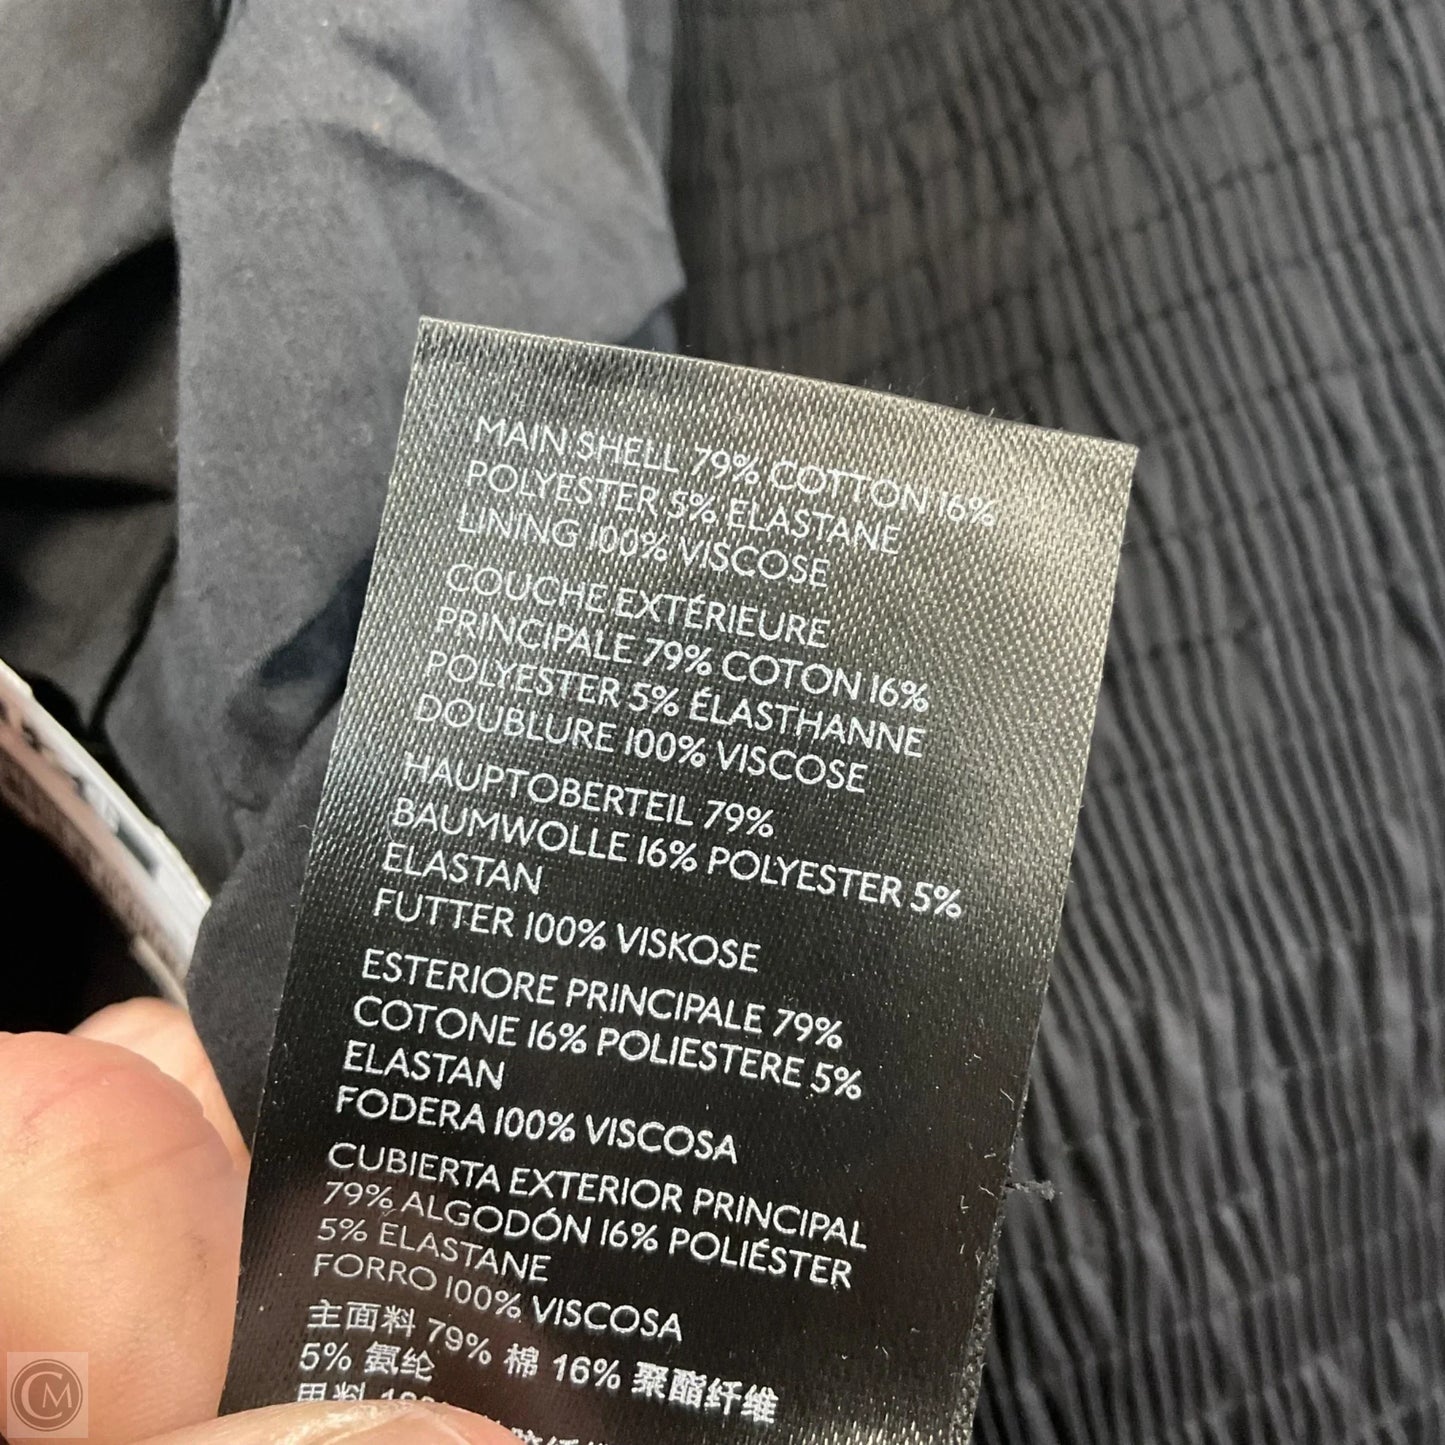 MAIN SHELL 79% COTTON 16%
POLYESTER 5% ELASTANE
LINING 100% VISCOSE
COUCHE EXTÉRIEURE
PRINCIPALE 79% COTON 16%
POLYESTER 5% ÉLASTHANNE
DOUBLURE 100% VISCOSE
HAUPTOBERTEIL 79%
BAUMWOLLE 16% POLYESTER 5%
ELASTAN
FUTTER 100% VISKOSE
ESTERIORE PRINCIPALE 79%
COTONE 16% POLIESTERE 5%
ELASTAN
FODERA 100% VISCOSA
CUBIERTA EXTERIOR PRINCIPAL
79% ALGODÓN 16% POLIÉSTER
5% ELASTANE
FORRO 100% VISCOSA
主面料 79% 棉 16% 聚酯纤维
5% 氨纶
CM